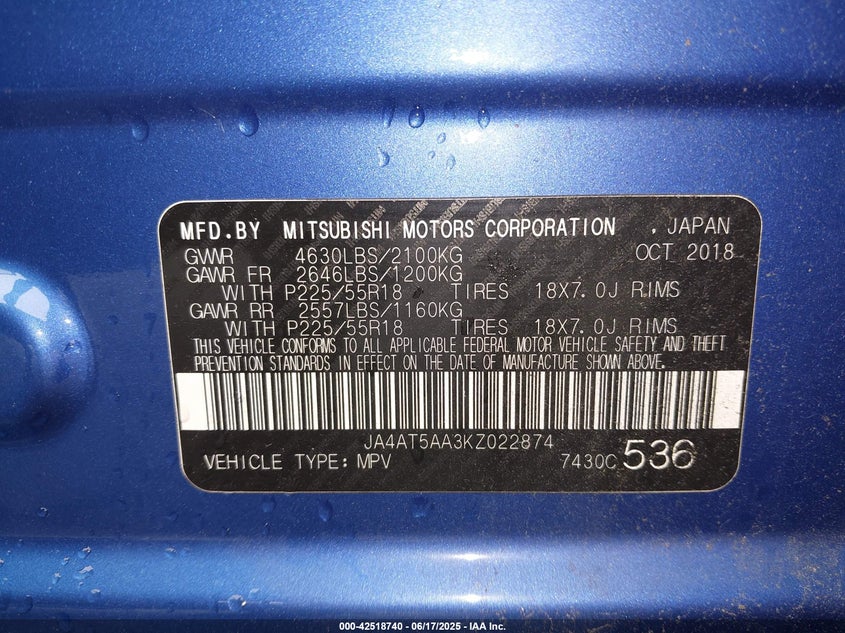 MFD.BY MITSUBISHI MOTORS CORPORATION . JAPAN
GVWR 4630LBS/2100KG OCT 2018
GAWR FR 2646LBS/1200KG
WITH P225/55R18 TIRES 18X7.0J RIMS
GAWR RR 2557LBS/1160KG
WITH P225/55R18 TIRES 18X7.0J RIMS
THIS VEHICLE CONFORMS TO ALL APPLICABLE FEDERAL MOTOR VEHICLE SAFETY AND THEFT
PREVENTION STANDARDS IN EFFECT ON THE DATE OF MANUFACTURE SHOWN ABOVE.
JA4AT5AA3KZ022874
VEHICLE TYPE: MPV 7430C 536
000-42518740 / 06/17/2025 - IAA Inc.